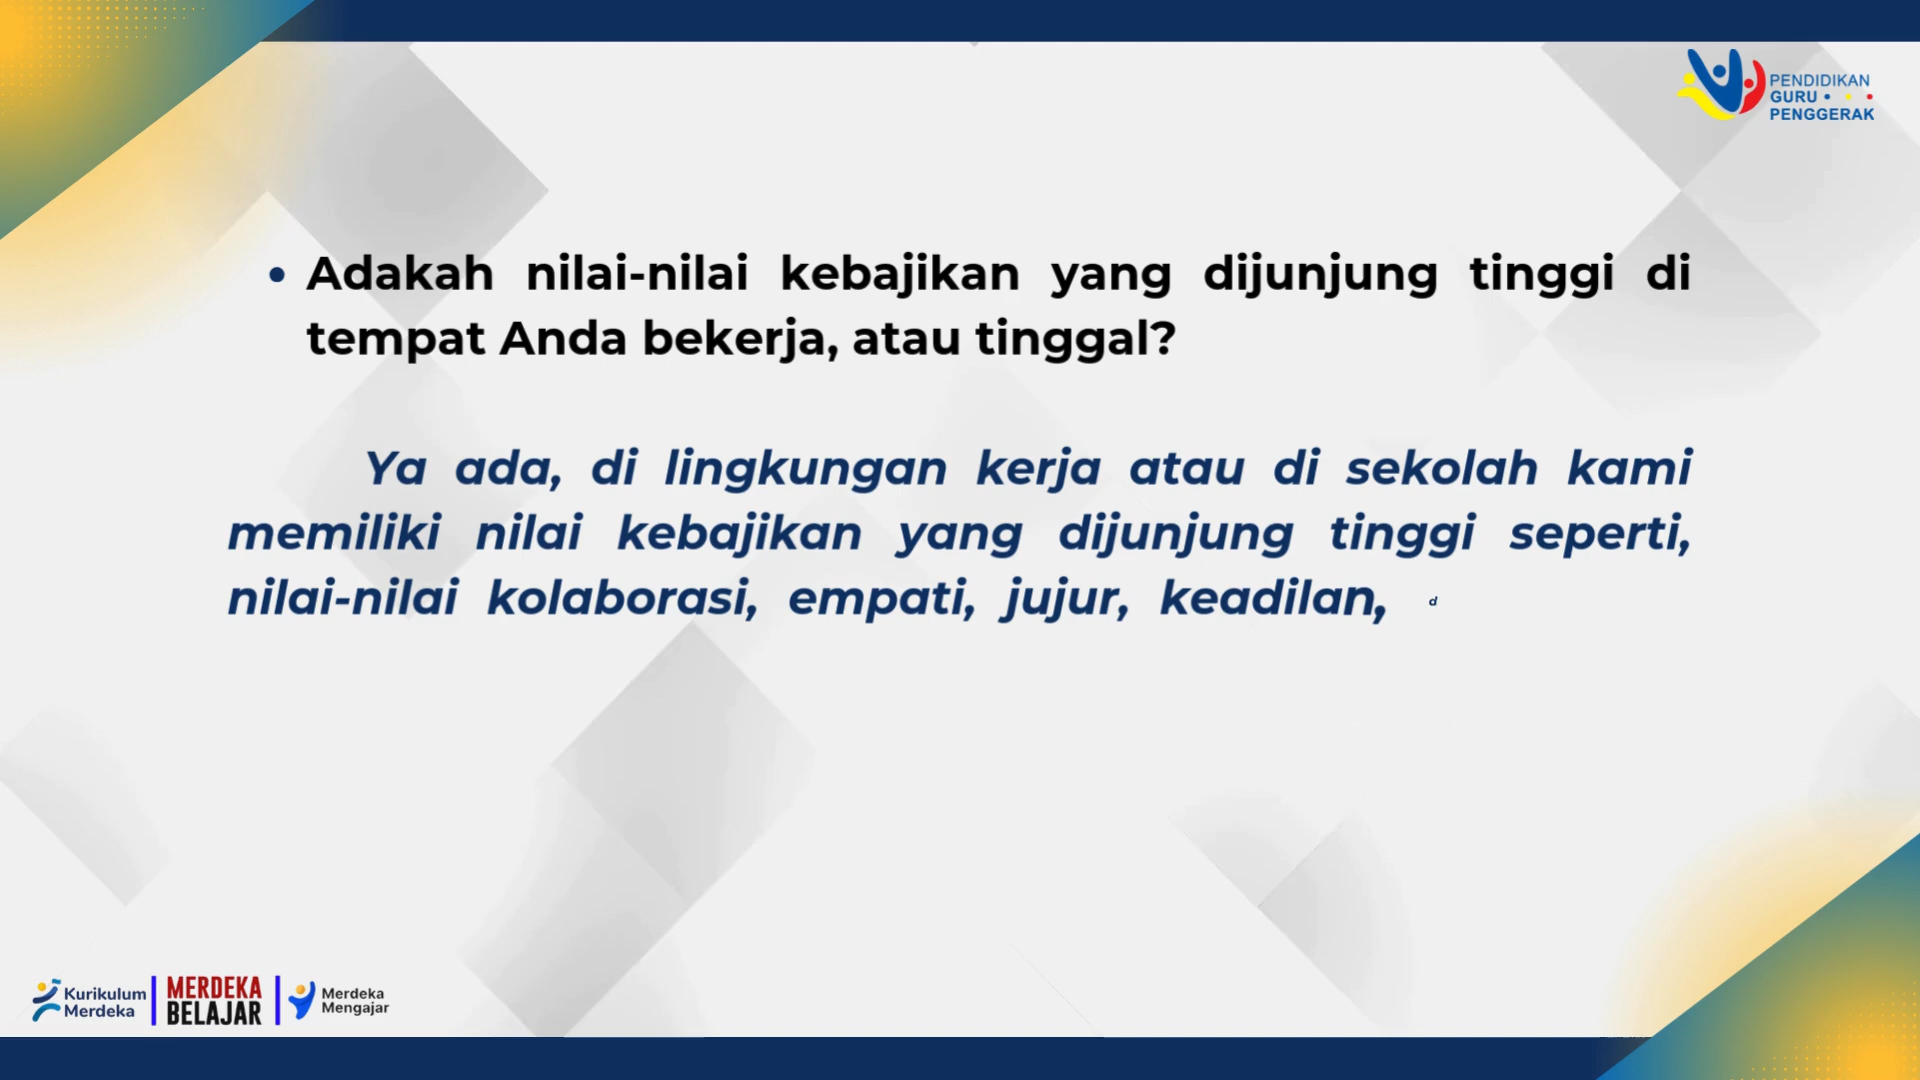 PENDIDIKAN
GURU
PENGGERAK
• Adakah nilai-nilai kebajikan yang dijunjung tinggi di
tempat Anda bekerja, atau tinggal?
Ya ada, di lingkungan kerja atau di sekolah kami
memiliki nilai kebajikan yang dijunjung tinggi seperti,
nilai-nilai kolaborasi, empati, jujur, keadilan, d
Kurikulum
Merdeka
MERDEKA
BELAJAR
Merdeka
Mengajar